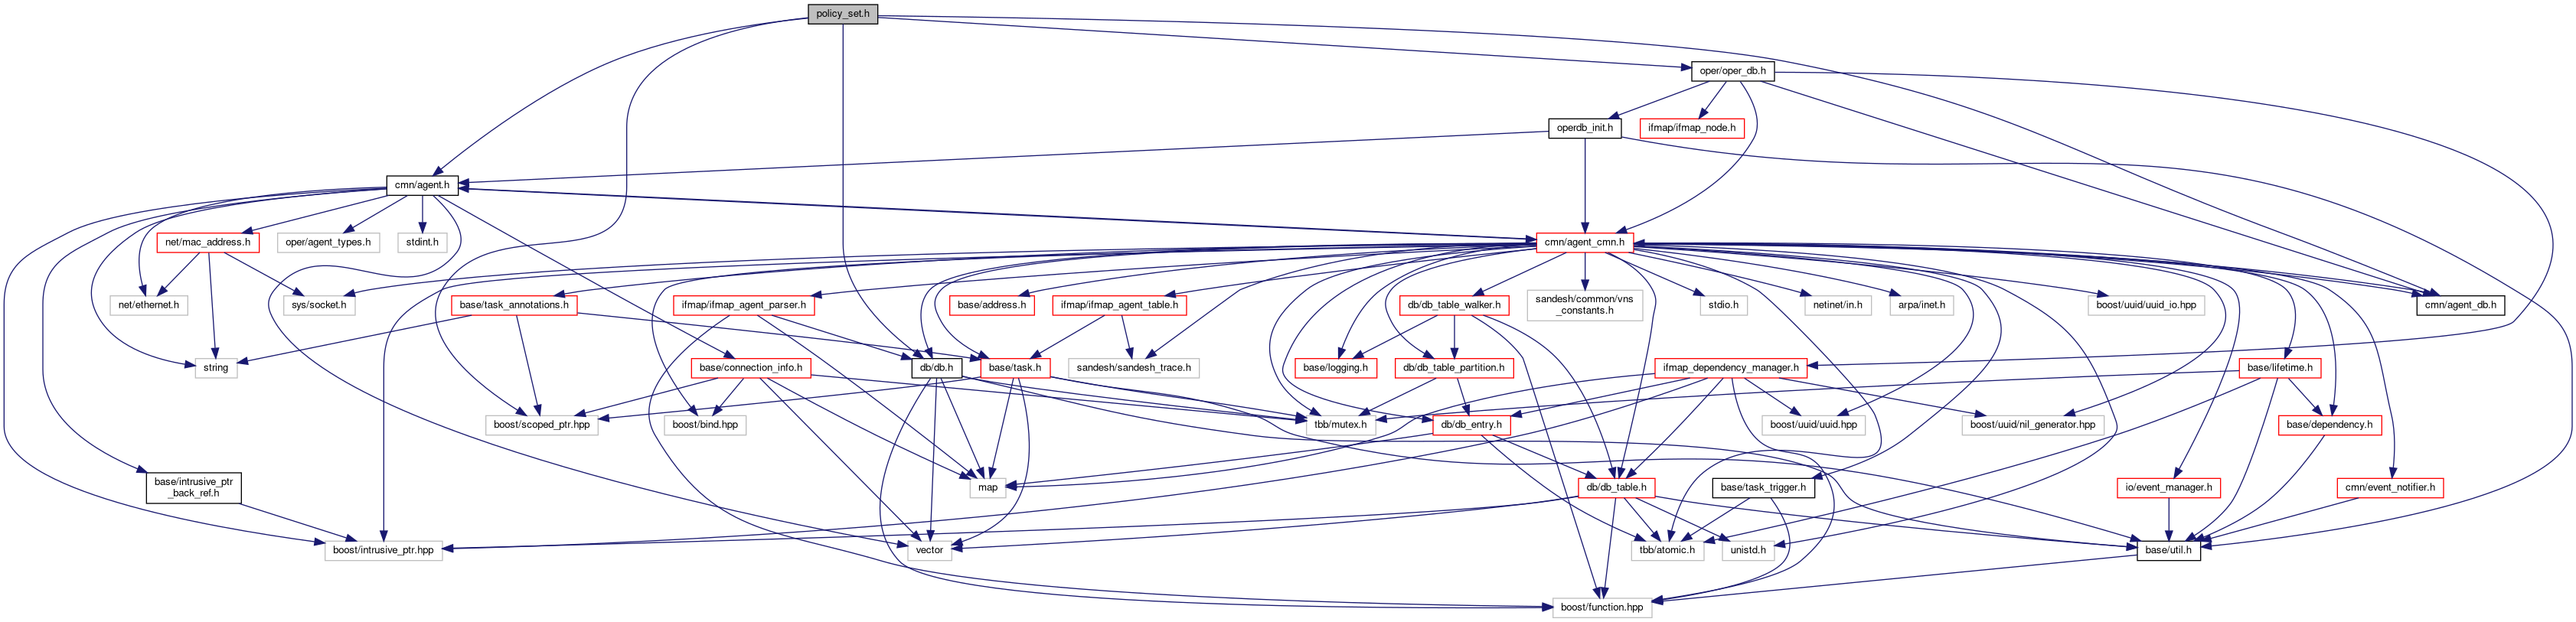 policy_set.h
oper/oper_db.h
operdb_init.h
ifmap/ifmap_node.h
cmn/agent.h
net/mac_address.h
oper/agent_types.h
stdint.h
cmn/agent_cmn.h
net/ethernet.h
sys/socket.h
base/task_annotations.h
ifmap/ifmap_agent_parser.h
base/address.h
ifmap/ifmap_agent_table.h
db/db_table_walker.h
sandesh/common/vns
_constants.h
stdio.h
netinet/in.h
arpa/inet.h
boost/uuid/uuid_io.hpp
cmn/agent_db.h
string
base/connection_info.h
db/db.h
base/task.h
sandesh/sandesh_trace.h
base/logging.h
db/db_table_partition.h
ifmap_dependency_manager.h
base/lifetime.h
boost/scoped_ptr.hpp
boost/bind.hpp
tbb/mutex.h
db/db_entry.h
boost/uuid/uuid.hpp
boost/uuid/nil_generator.hpp
base/dependency.h
base/intrusive_ptr
_back_ref.h
map
base/task_trigger.h
db/db_table.h
io/event_manager.h
cmn/event_notifier.h
boost/intrusive_ptr.hpp
vector
tbb/atomic.h
unistd.h
base/util.h
boost/function.hpp